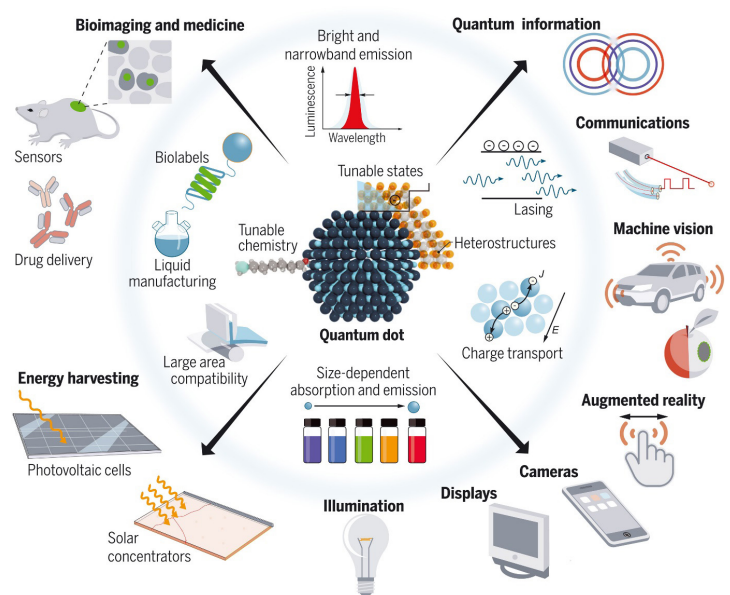 Bioimaging and medicine
Quantum information
Bright and
narrowband emission
Luminescence
Wavelength
Communications
Sensors
Biolabels
Tunable states
Lasing
Drug delivery
Liquid
manufacturing
Tunable
chemistry
Heterostructures
Machine vision
Quantum dot
J
E
Charge transport
Large area
compatibility
Energy harvesting
Size-dependent
absorption and emission
Augmented reality
Photovoltaic cells
Cameras
Displays
Illumination
Solar
concentrators